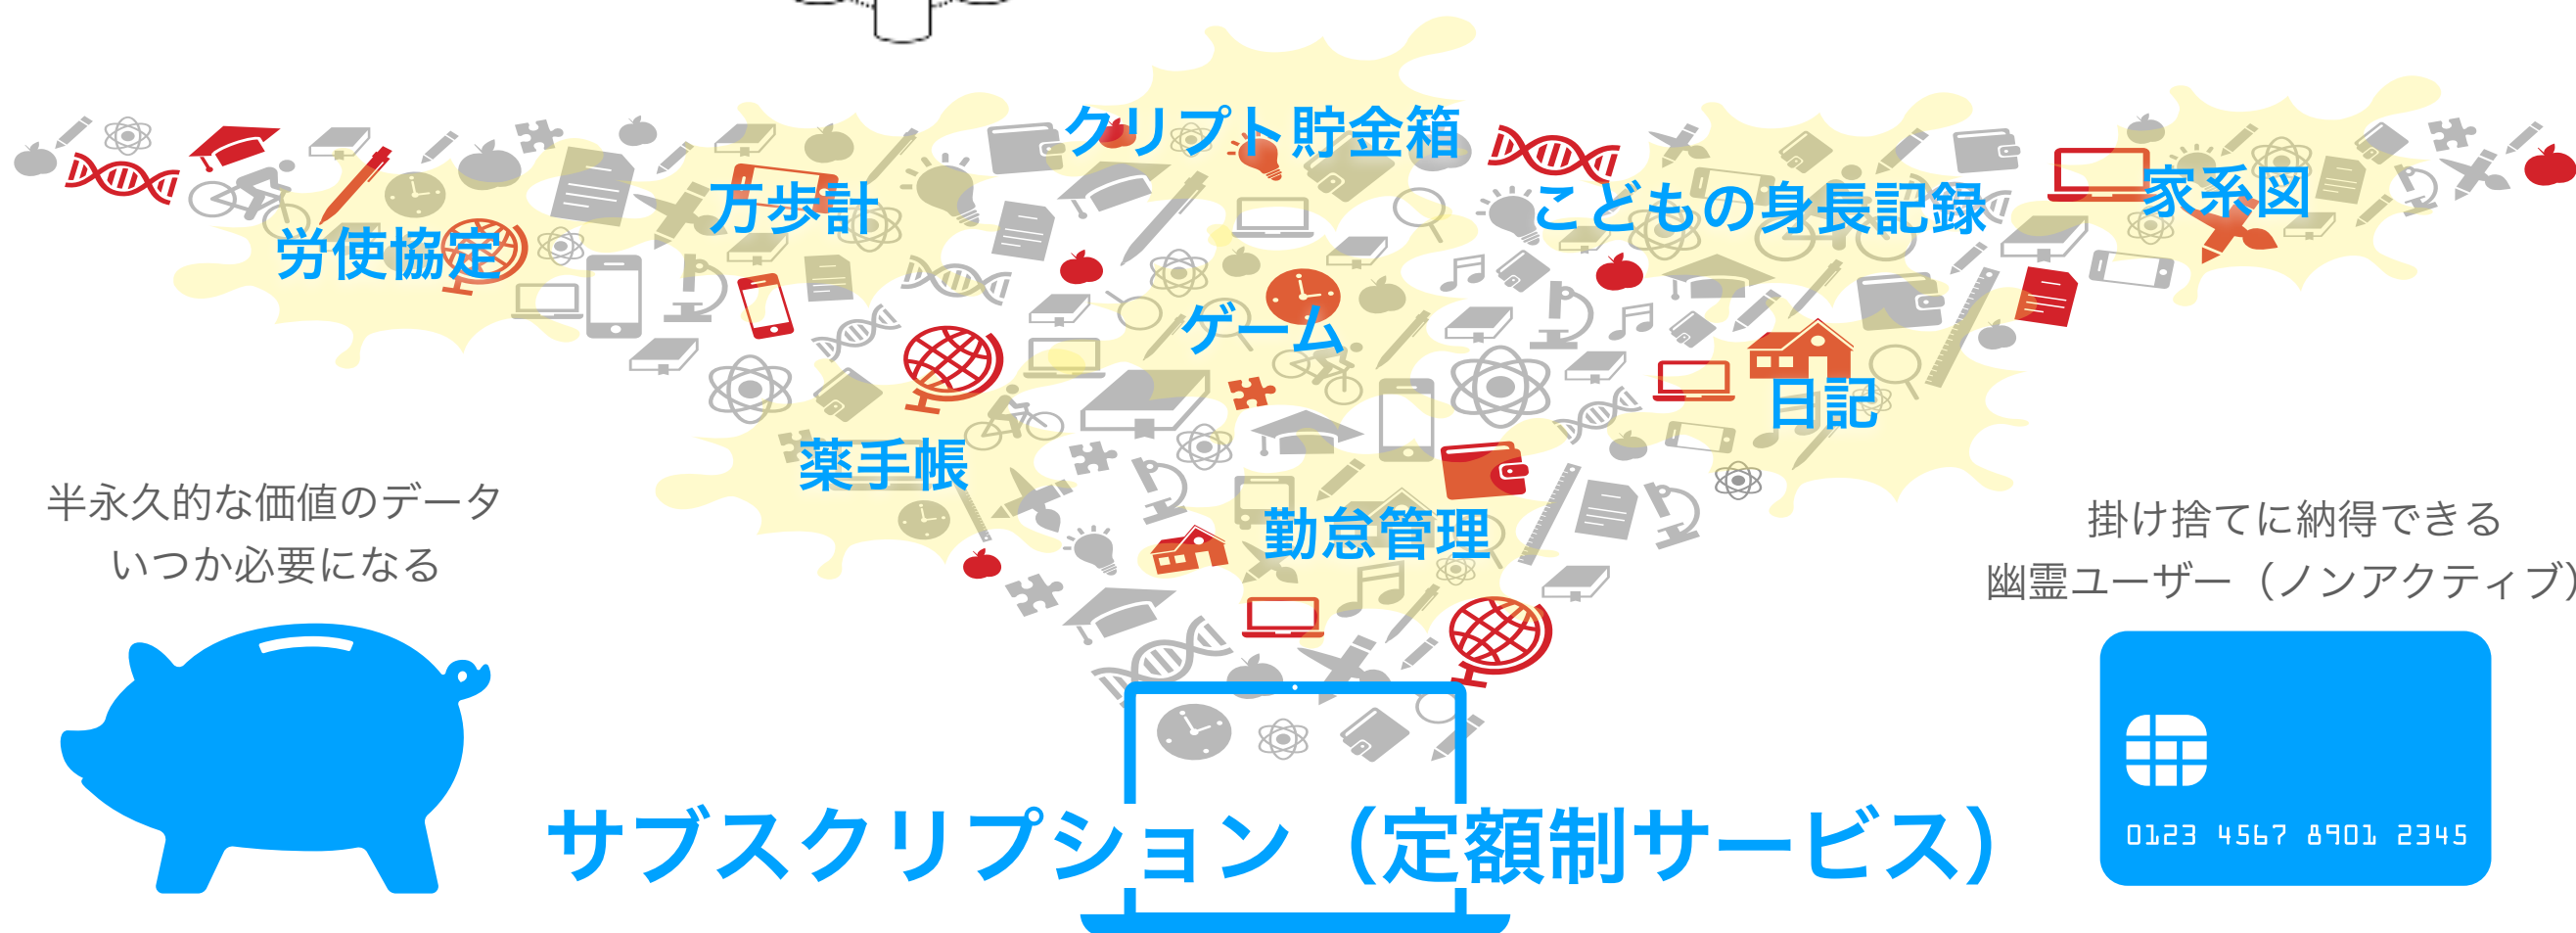 クリプト貯金箱
万歩計
こどもの身長記録
家系図
労使協定
ゲーム
日記
薬手帳
勤怠管理
半永久的な価値のデータ
いつか必要になる
掛け捨てに納得できる
幽霊ユーザー（ノンアクティブ）
サブスクリプション（定額制サービス）
0123 4567 8901 2345